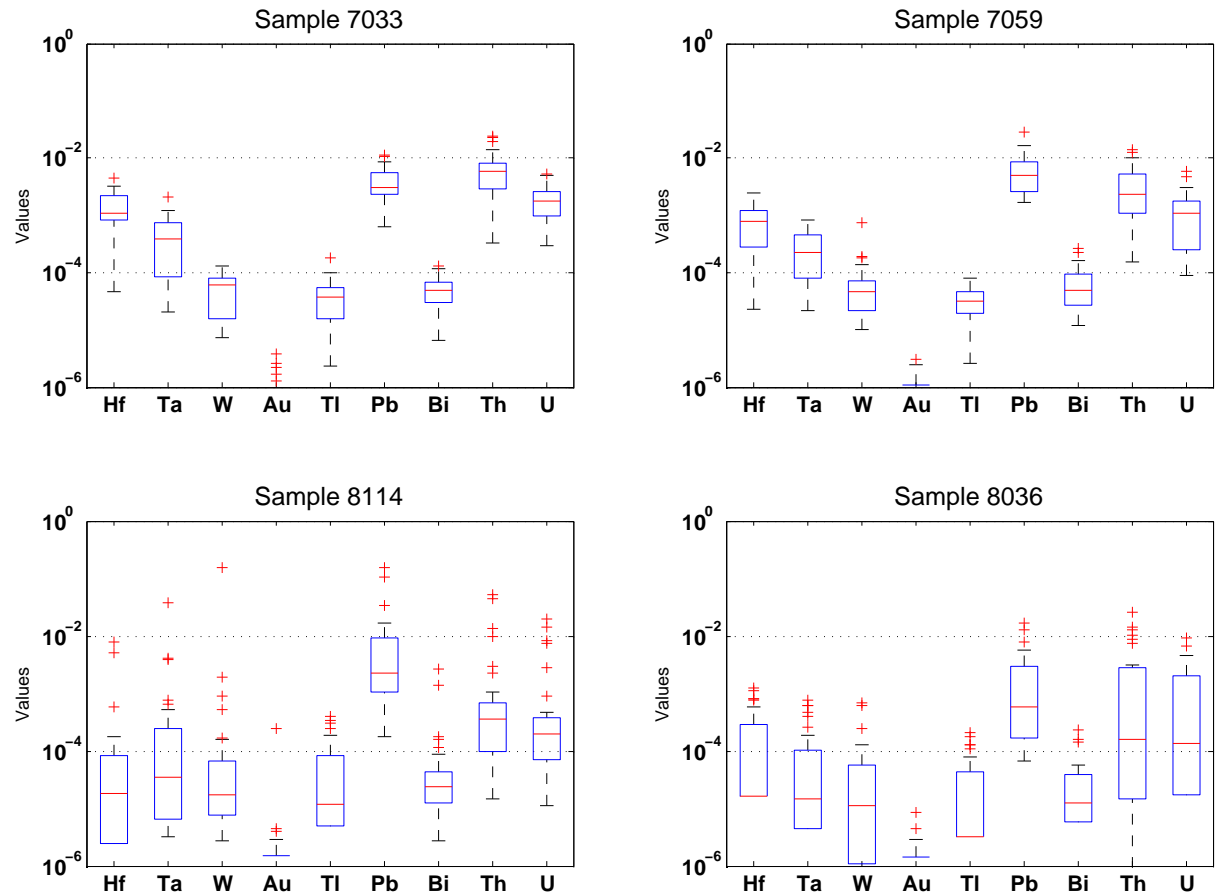 Sample 7033
10^0
10^−2
10^−4
10^−6
Values
Hf Ta W Au Tl Pb Bi Th U
Sample 7059
10^0
10^−2
10^−4
10^−6
Values
Hf Ta W Au Tl Pb Bi Th U
Sample 8114
10^0
10^−2
10^−4
10^−6
Values
Hf Ta W Au Tl Pb Bi Th U
Sample 8036
10^0
10^−2
10^−4
10^−6
Values
Hf Ta W Au Tl Pb Bi Th U